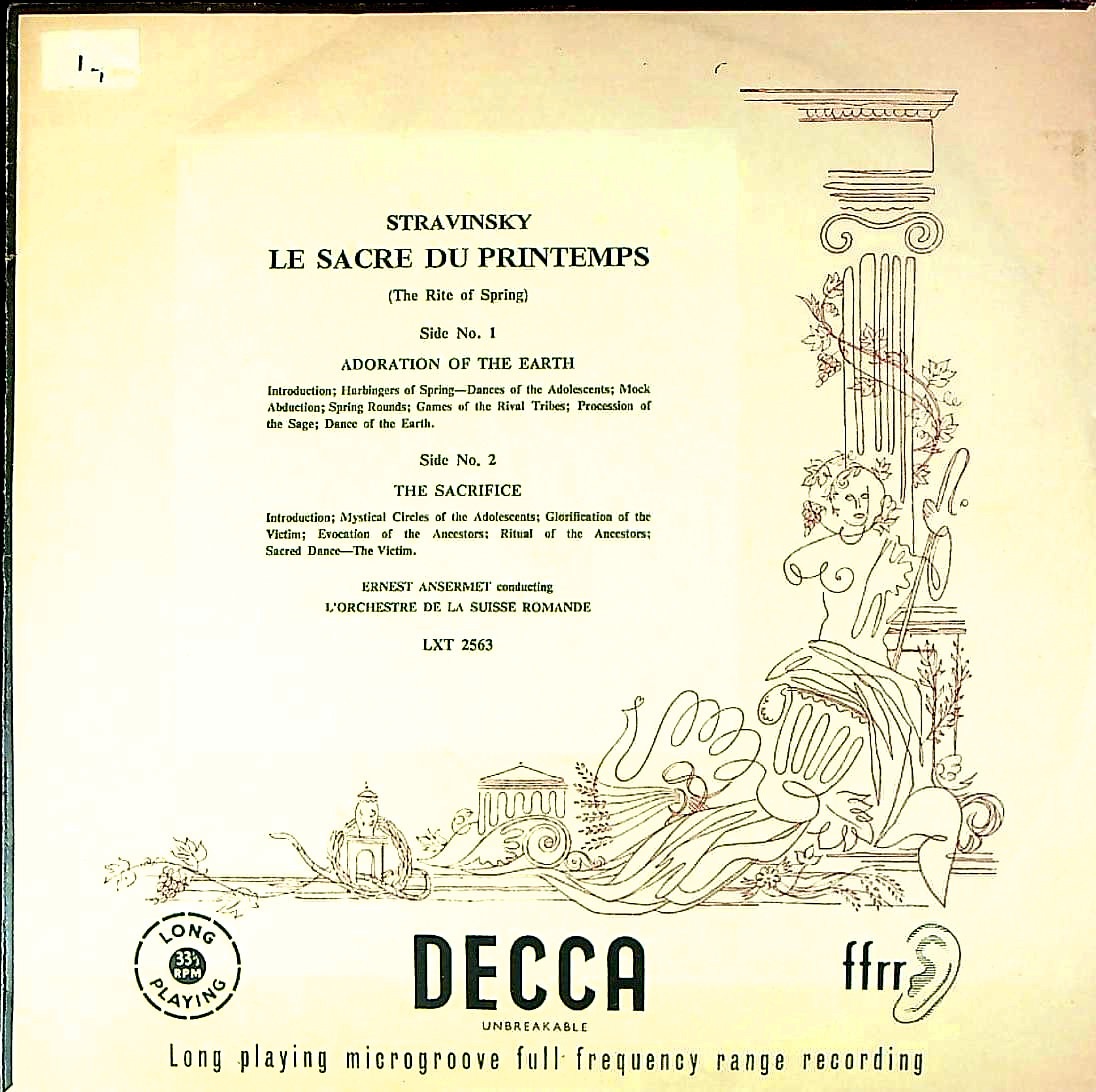 STRAVINSKY
LE SACRE DU PRINTEMPS
(The Rite of Spring)
Side No. 1
ADORATION OF THE EARTH
Introduction; Harbingers of Spring—Dances of the Adolescents; Mock
Abduction; Spring Rounds; Games of the Rival Tribes; Procession of
the Sage; Dance of the Earth.
Side No. 2
THE SACRIFICE
Introduction; Mystical Circles of the Adolescents; Glorification of the
Victim; Evocation of the Ancestors; Ritual of the Ancestors;
Sacred Dance—The Victim.
ERNEST ANSERMET conducting
L'ORCHESTRE DE LA SUISSE ROMANDE
LXT 2563
LONG
33⅓
RPM
PLAYING
DECCA
ffrr
UNBREAKABLE
Long playing microgroove full frequency range recording